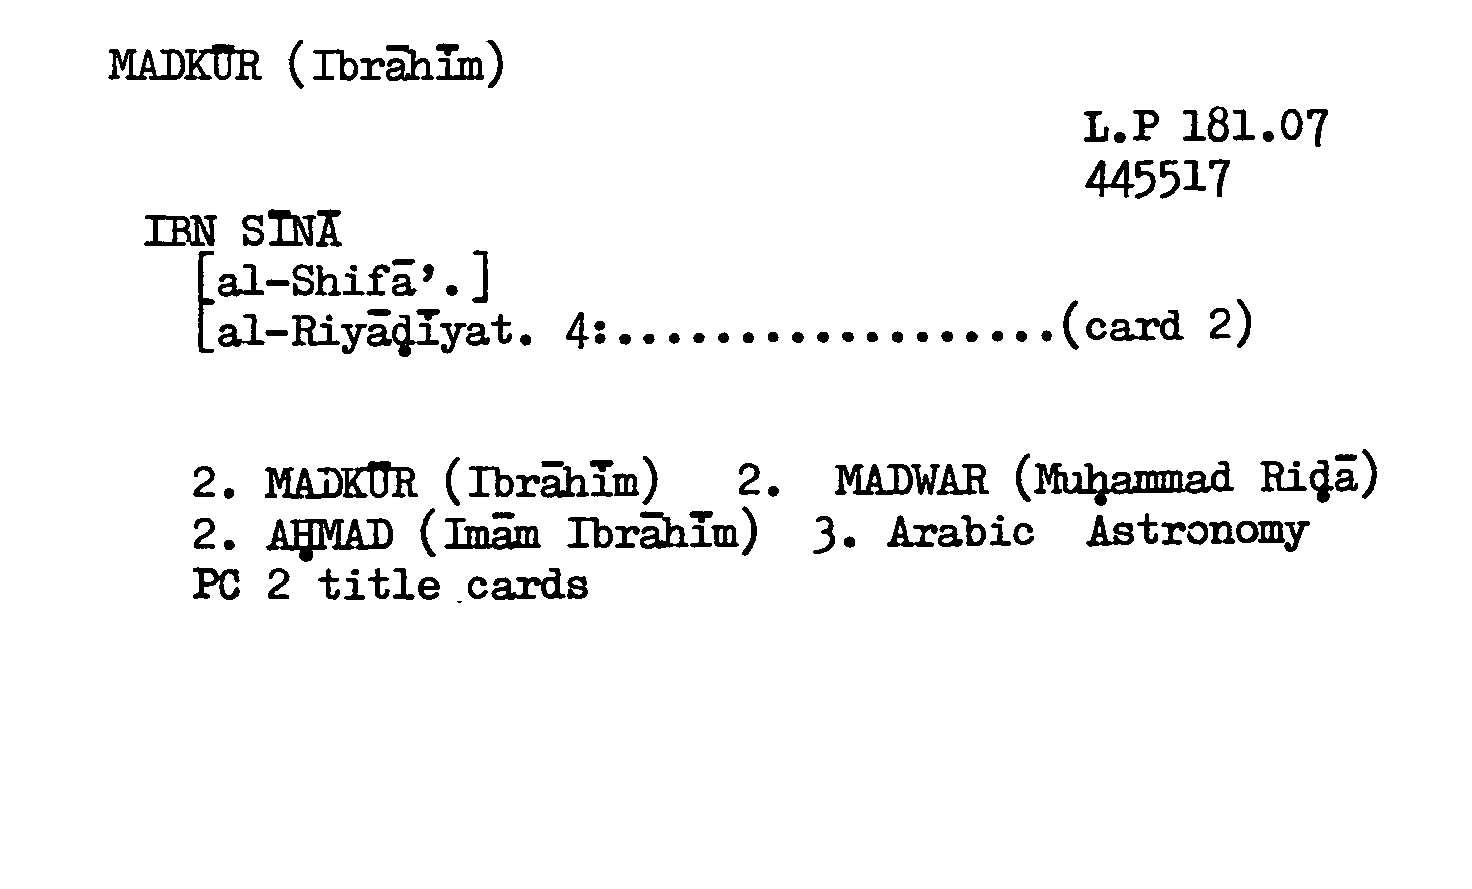 MADKŪR (Ibrāhīm)
L.P 181.07
445517
IBN SĪNĀ
[al-Shifā’.]
[al-Riyāḍīyat. 4:..................(card 2)
2. MADKŪR (Ibrāhīm) 2. MADWAR (Muḥammad Riḍā)
2. AḤMAD (Imām Ibrāhīm) 3. Arabic Astronomy
PC 2 title cards